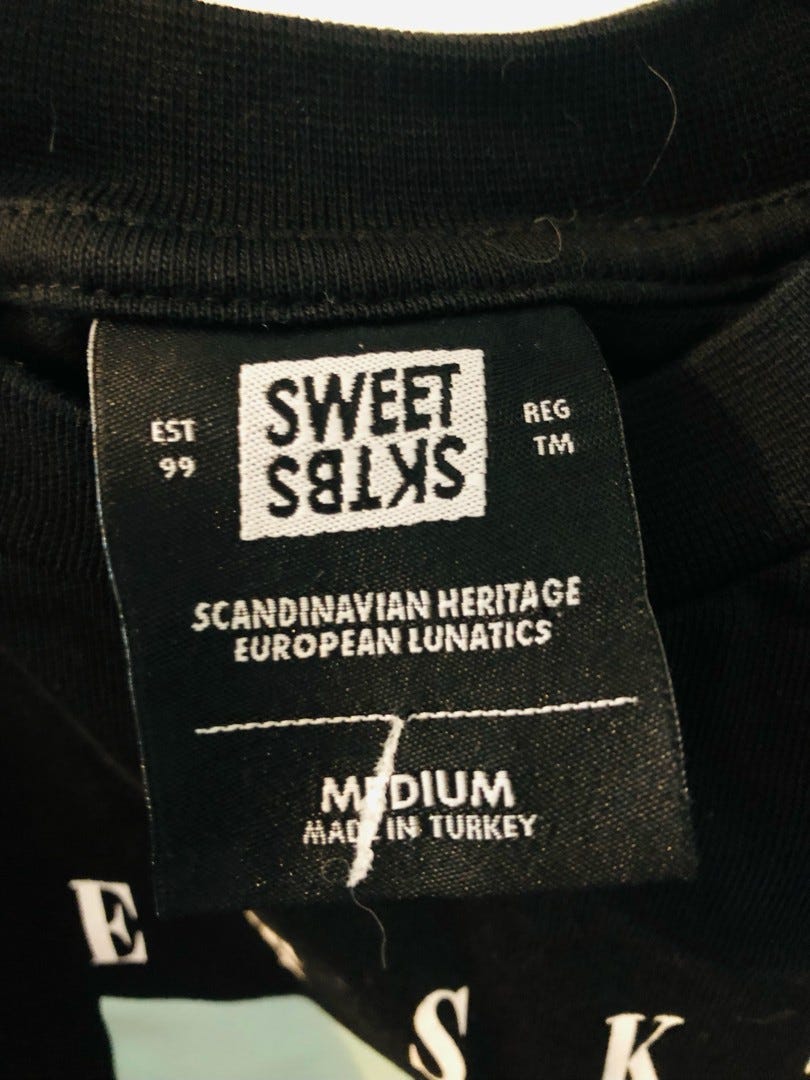 SWEET
SKTBS
EST
99
REG
TM
SCANDINAVIAN HERITAGE
EUROPEAN LUNATICS
MEDIUM
MADE IN TURKEY
E
S K